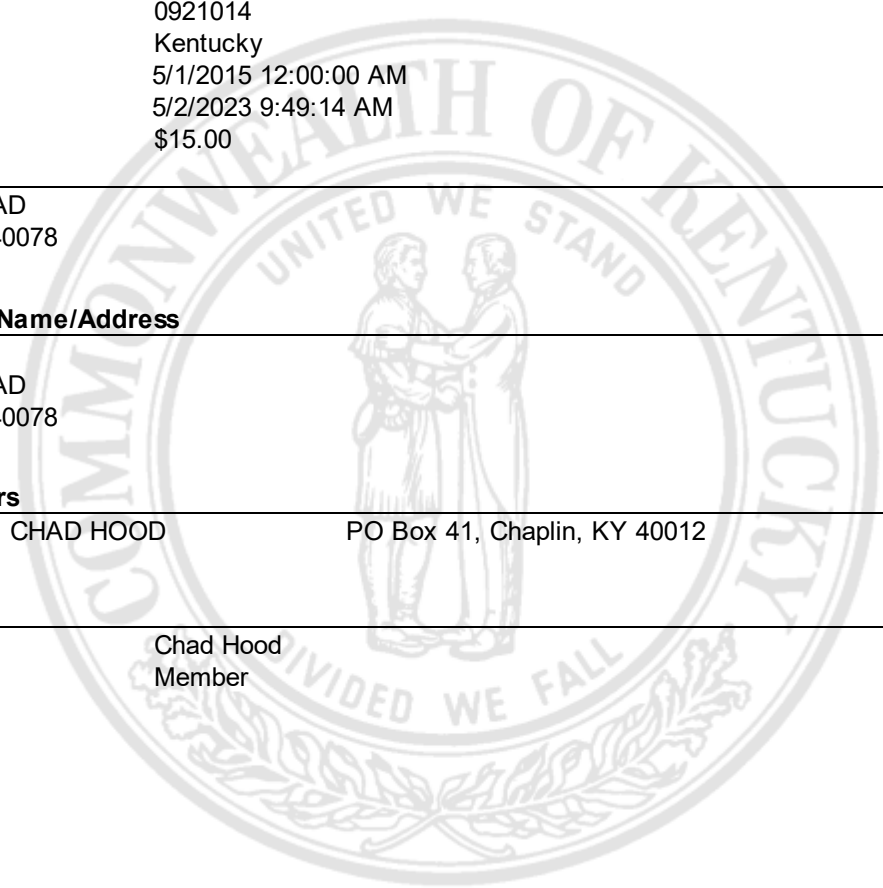 0921014
Kentucky
5/1/2015 12:00:00 AM
5/2/2023 9:49:14 AM
$15.00
AD
40078
Name/Address
AD
40078
rs
CHAD HOOD PO Box 41, Chaplin, KY 40012
Chad Hood
Member
COMMONWEALTH OF KENTUCKY
UNITED WE STAND
DIVIDED WE FALL